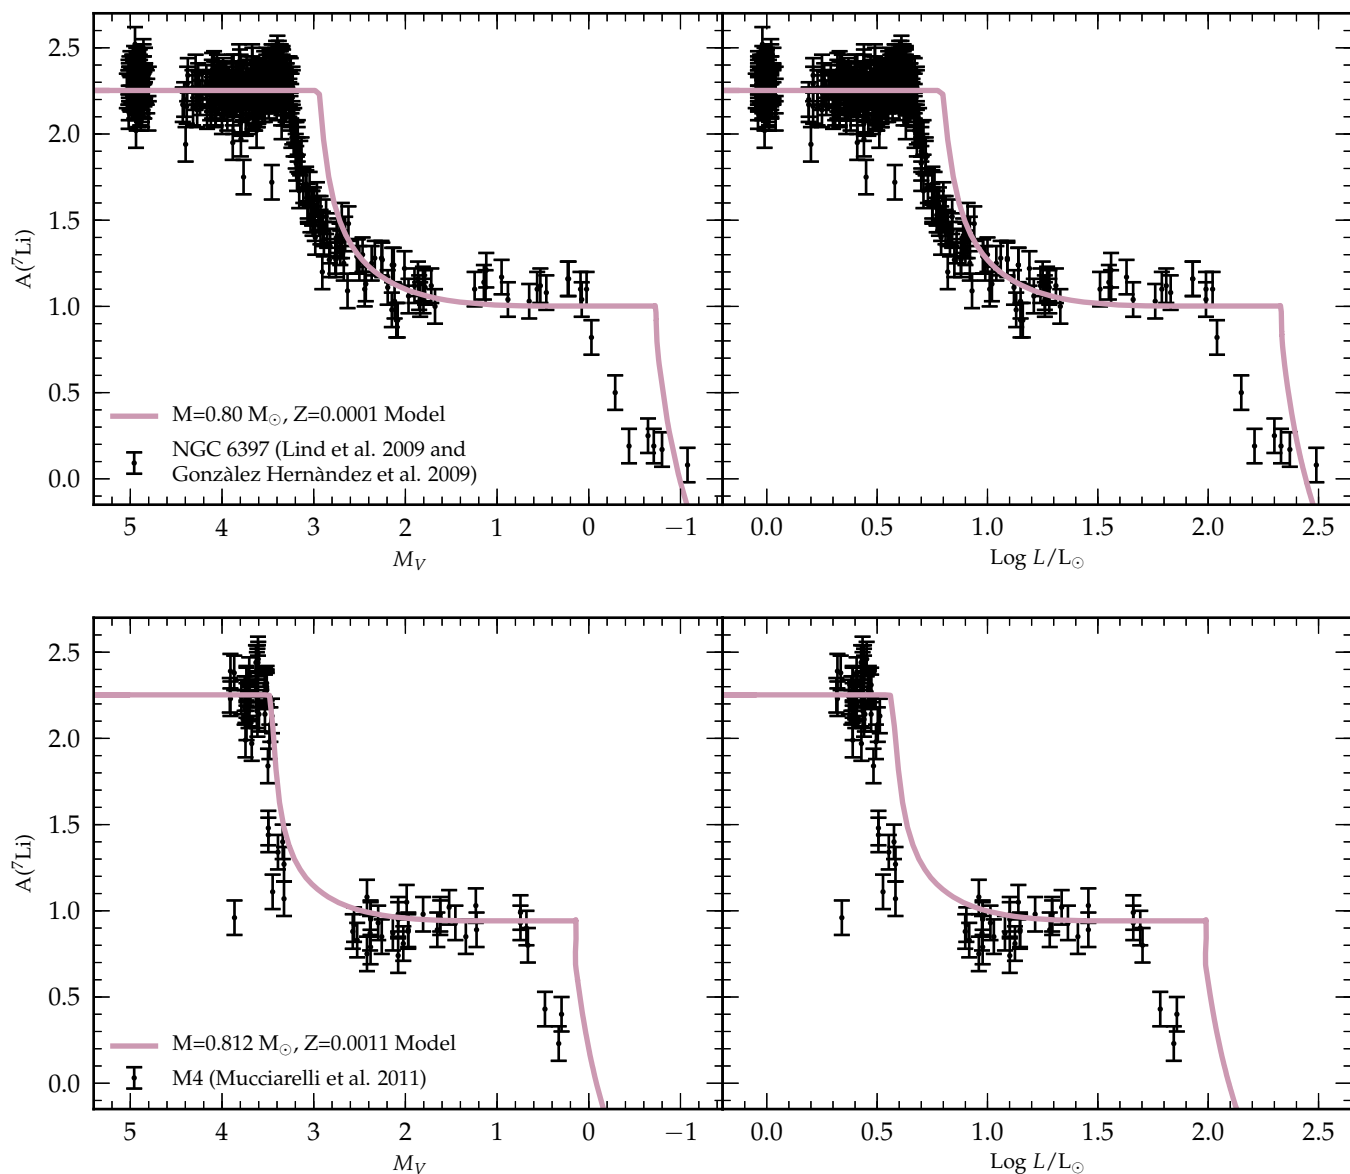 2.5
2.0
1.5
1.0
0.5
0.0
A(⁷Li)
M=0.80 M☉, Z=0.0001 Model
NGC 6397 (Lind et al. 2009 and
Gonzàlez Hernàndez et al. 2009)
5 4 3 2 1 0 −1
M_V
0.0 0.5 1.0 1.5 2.0 2.5
Log L/L☉
2.5
2.0
1.5
1.0
0.5
0.0
A(⁷Li)
M=0.812 M☉, Z=0.0011 Model
M4 (Mucciarelli et al. 2011)
5 4 3 2 1 0 −1
M_V
0.0 0.5 1.0 1.5 2.0 2.5
Log L/L☉